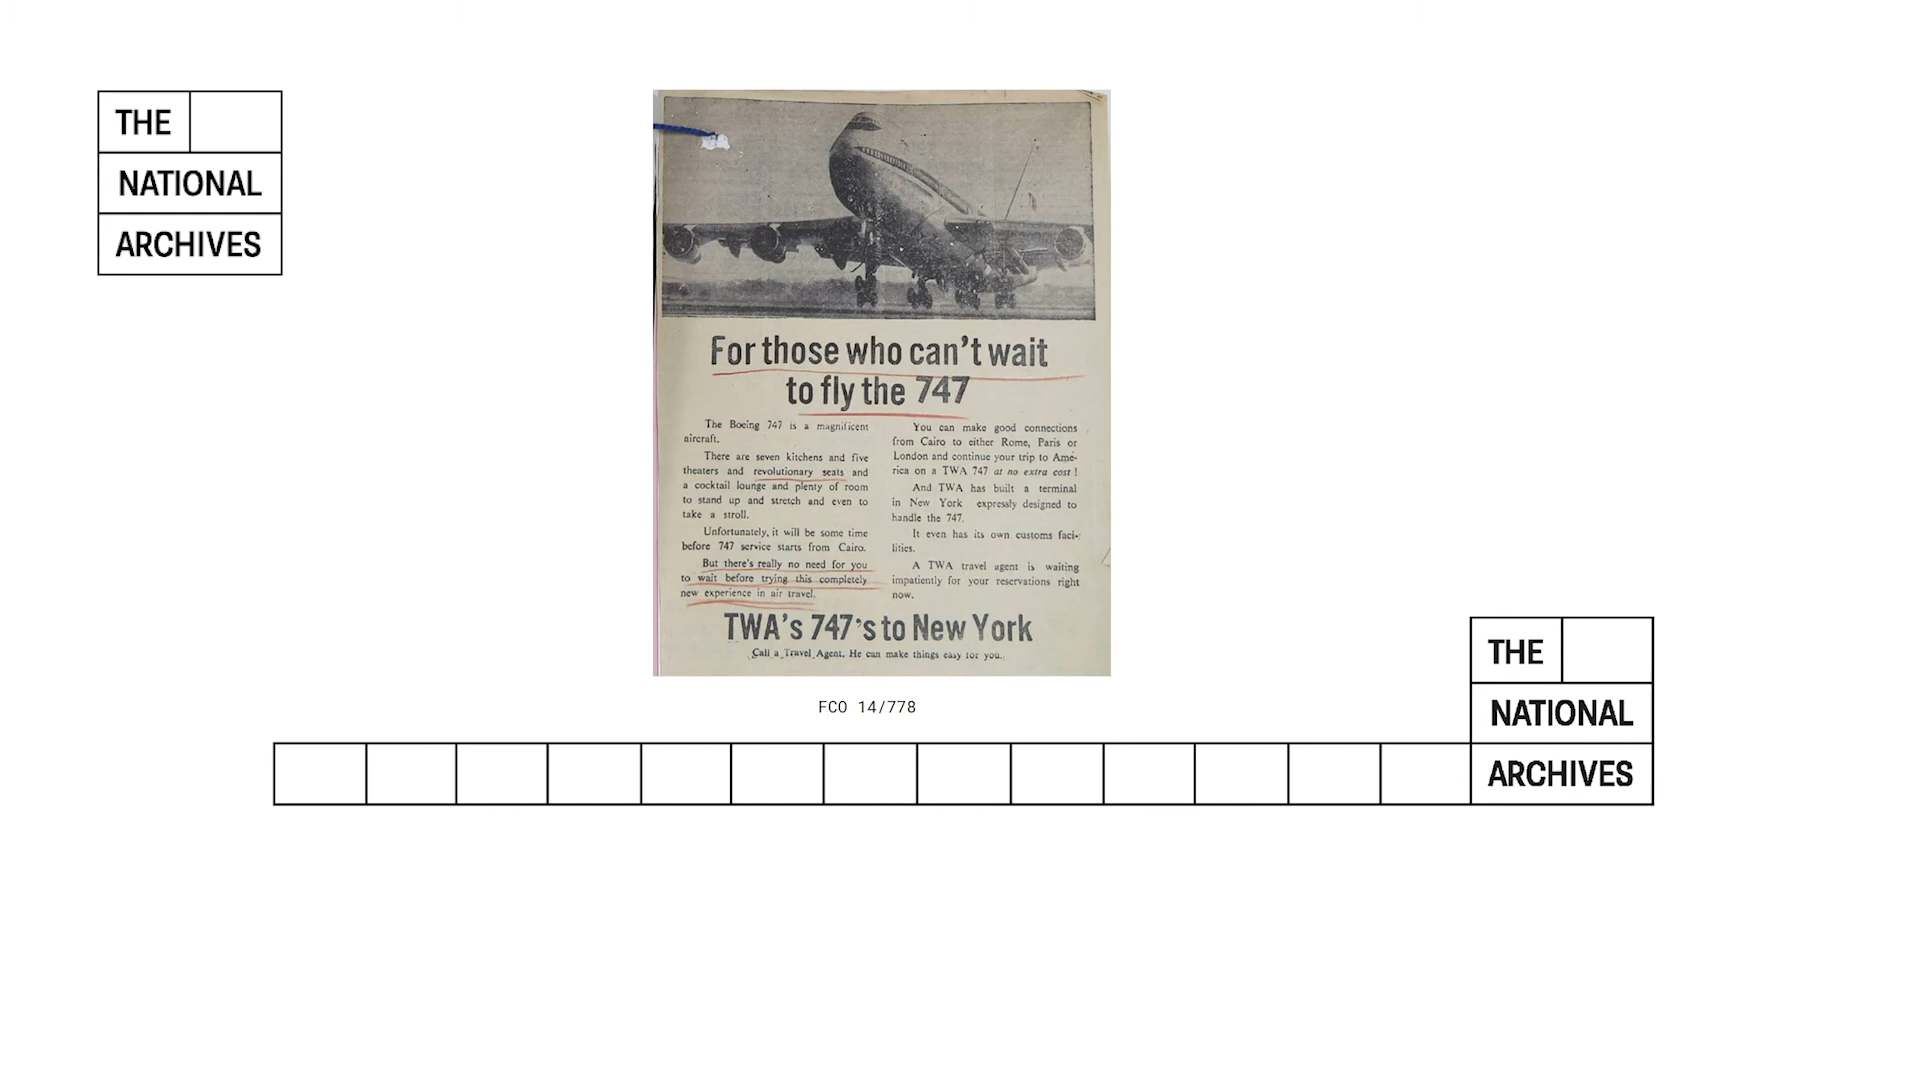 THE
NATIONAL
ARCHIVES
For those who can't wait
to fly the 747
The Boeing 747 is a magnificent
aircraft.
There are seven kitchens and five
theaters and revolutionary seats and
a cocktail lounge and plenty of room
to stand up and stretch and even to
take a stroll.
Unfortunately, it will be some time
before 747 service starts from Cairo.
But there's really no need for you
to wait before trying this completely
new experience in air travel.
You can make good connections
from Cairo to either Rome, Paris or
London and continue your trip to Ame-
rica on a TWA 747 at no extra cost !
And TWA has built a terminal
in New York expressly designed to
handle the 747.
It even has its own customs faci-
lities.
A TWA travel agent is waiting
impatiently for your reservations right
now.
TWA's 747's to New York
Call a Travel Agent. He can make things easy for you.
FCO 14/778
THE
NATIONAL
ARCHIVES